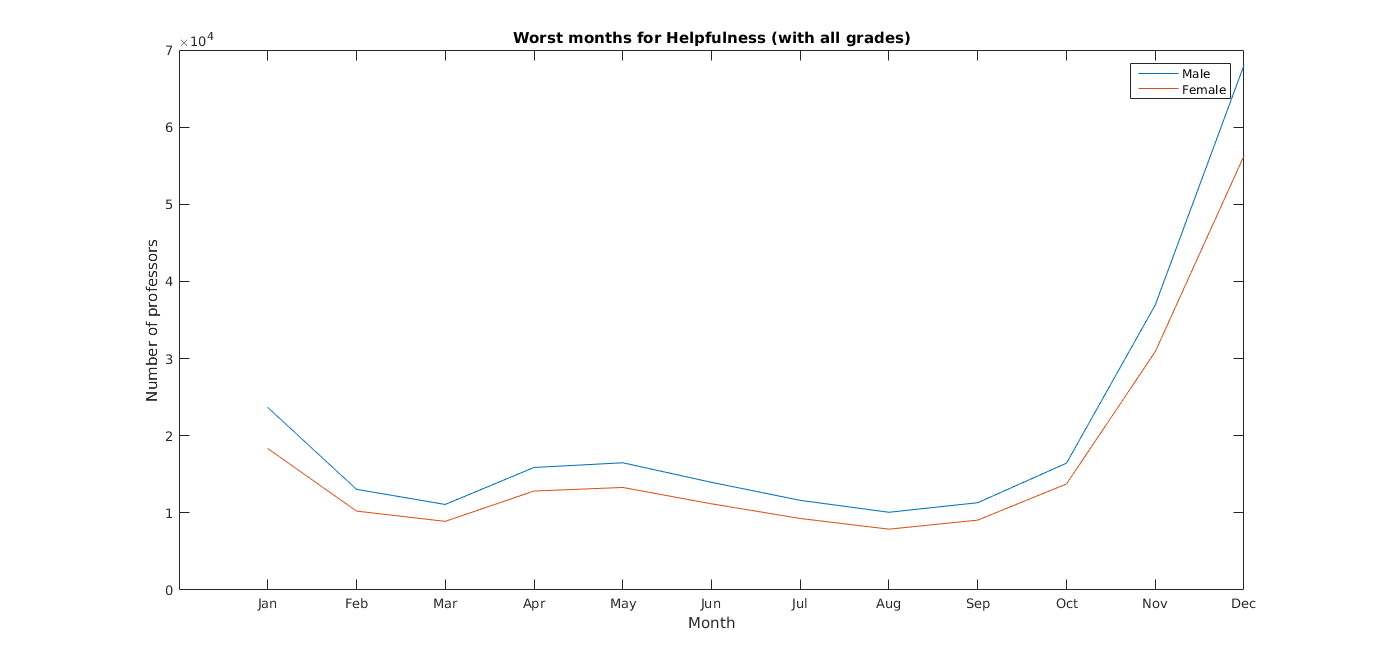 Worst months for Helpfulness (with all grades)
×10^4
7
6
5
4
3
2
1
0
Number of professors
Male
Female
Jan Feb Mar Apr May Jun Jul Aug Sep Oct Nov Dec
Month